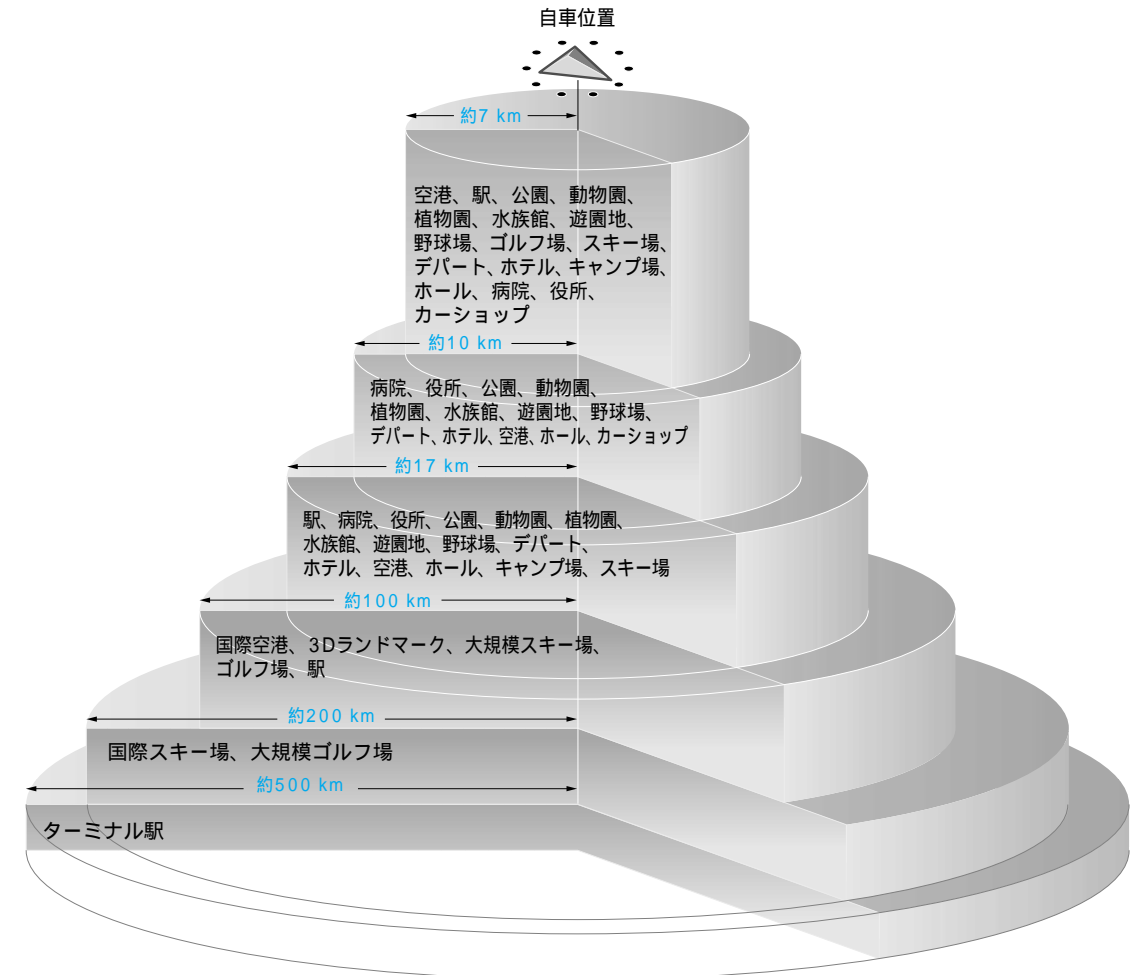 自車位置
約7 km
空港、駅、公園、動物園、
植物園、水族館、遊園地、
野球場、ゴルフ場、スキー場、
デパート、ホテル、キャンプ場、
ホール、病院、役所、
カーショップ
約10 km
病院、役所、公園、動物園、
植物園、水族館、遊園地、野球場、
デパート、ホテル、空港、ホール、カーショップ
約17 km
駅、病院、役所、公園、動物園、植物園、
水族館、遊園地、野球場、デパート、
ホテル、空港、ホール、キャンプ場、スキー場
約100 km
国際空港、3Dランドマーク、大規模スキー場、
ゴルフ場、駅
約200 km
国際スキー場、大規模ゴルフ場
約500 km
ターミナル駅